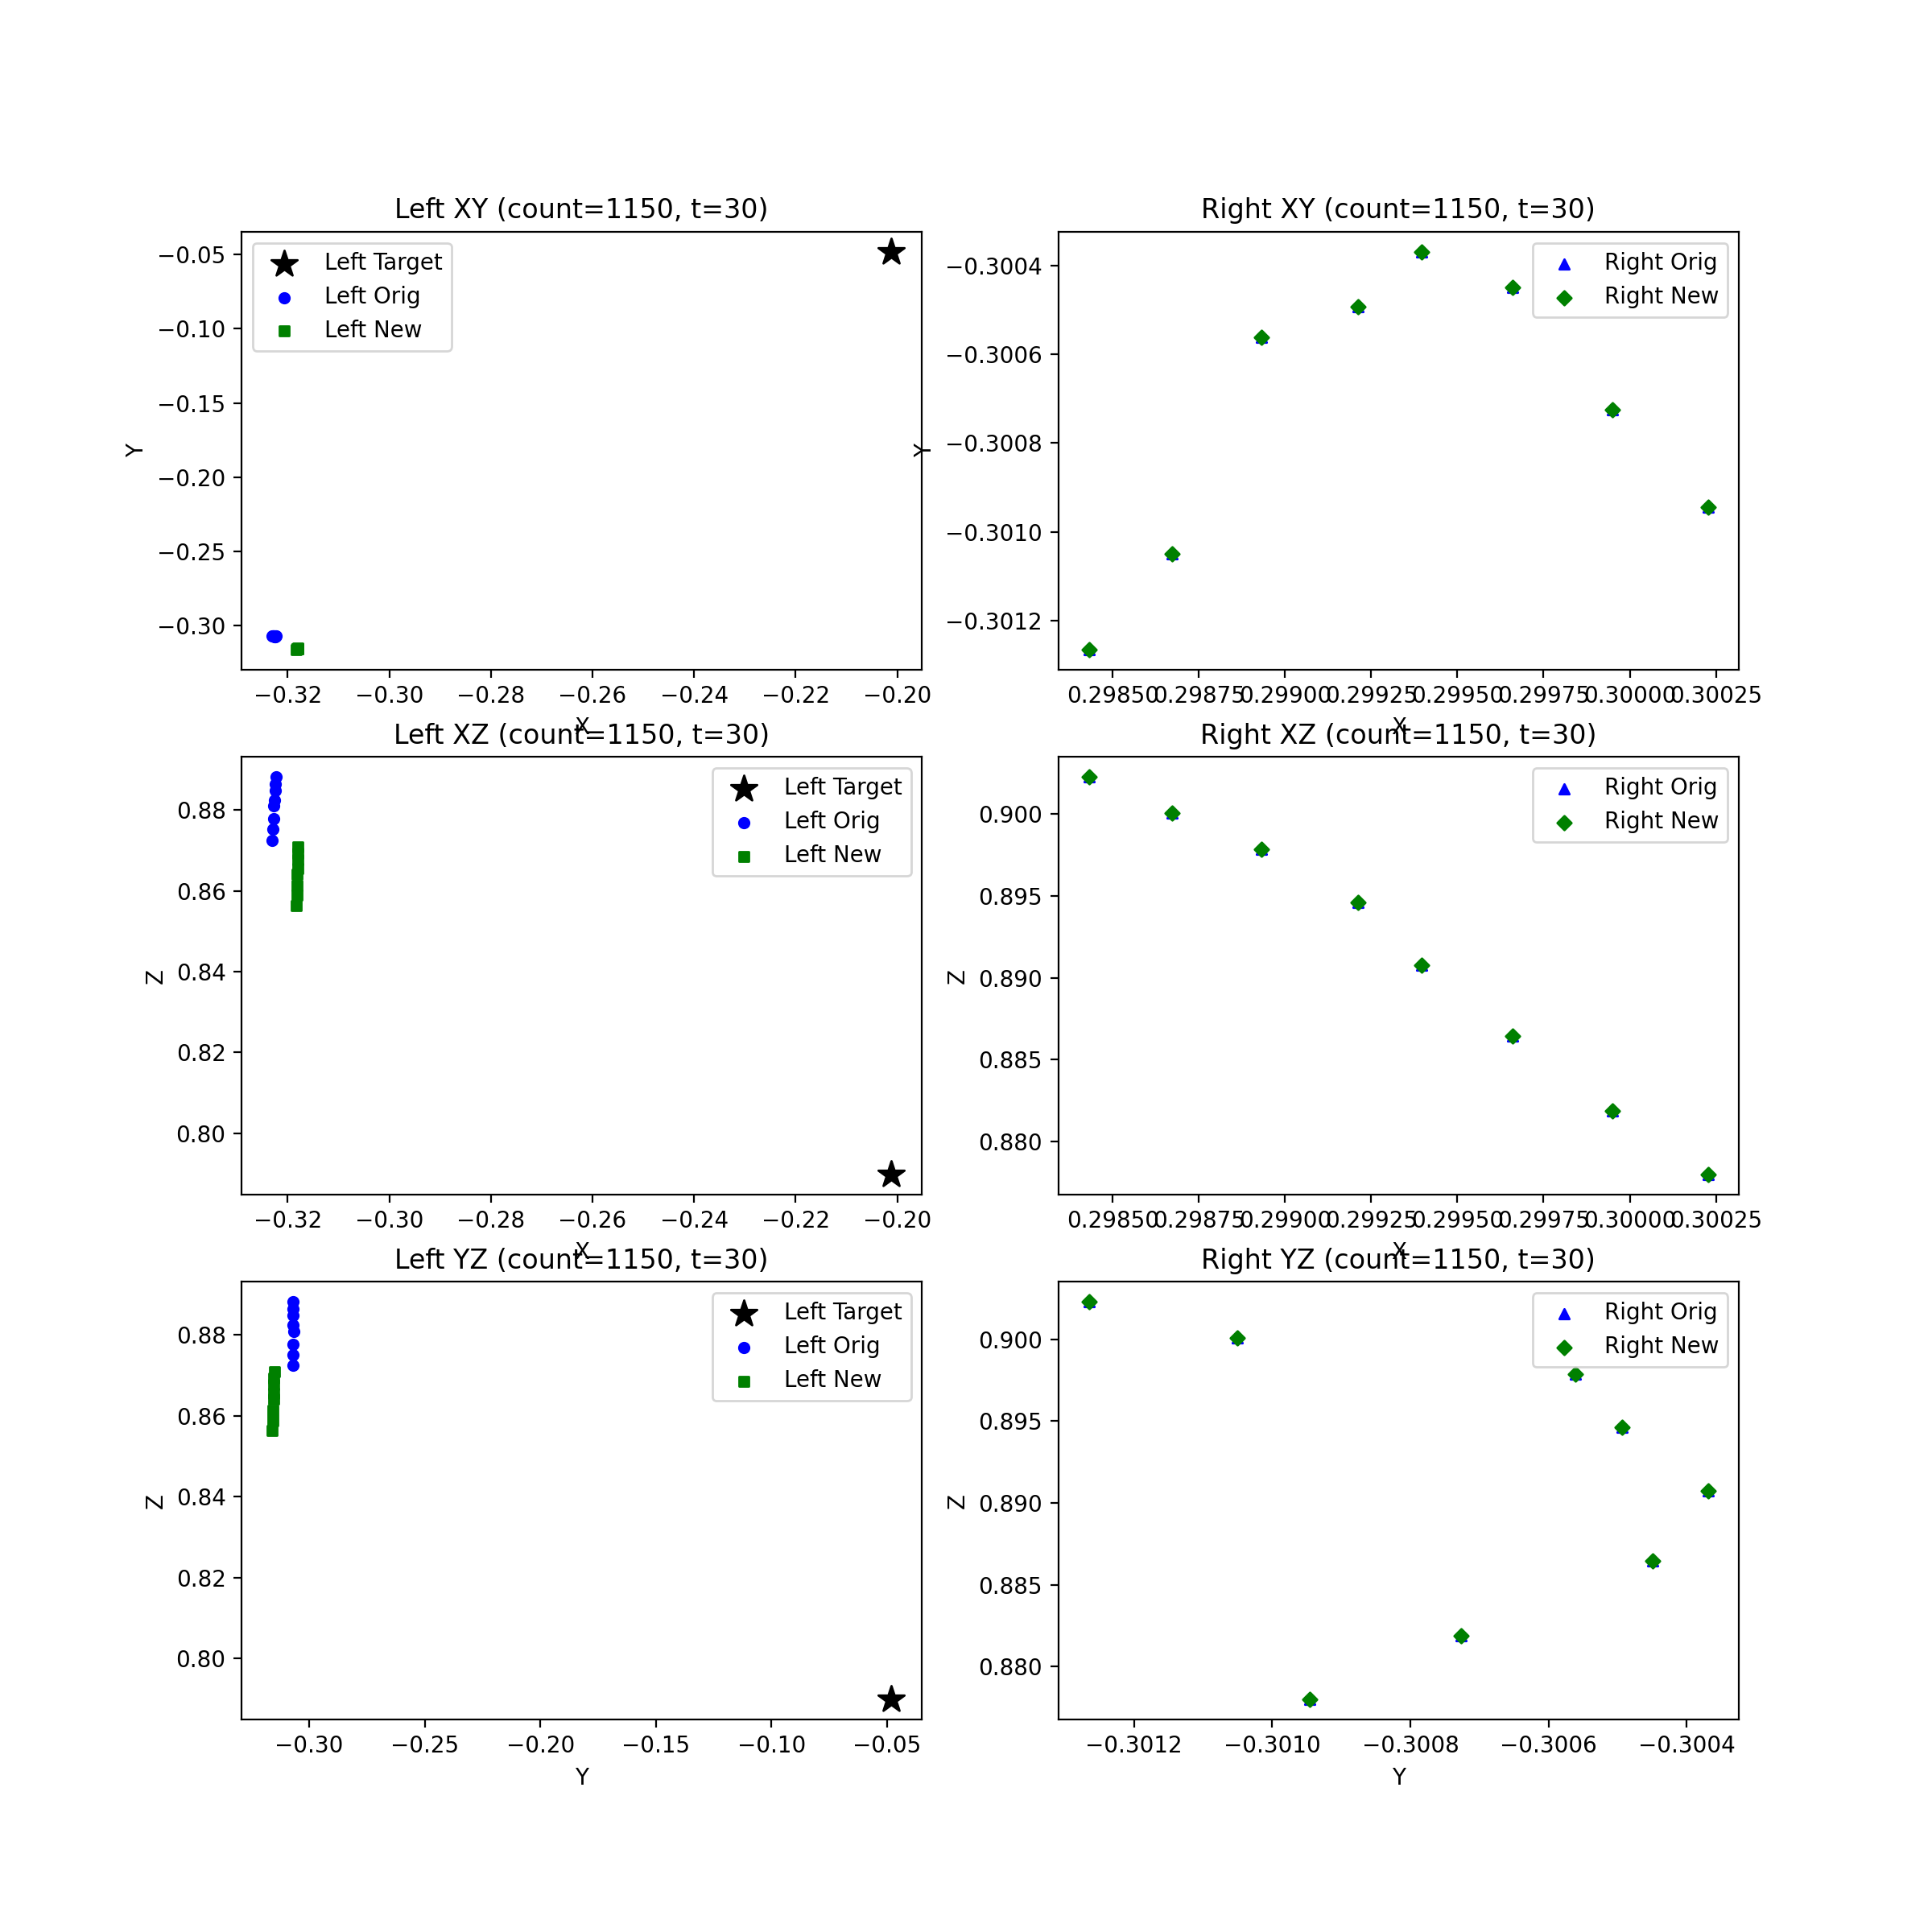 Left XY (count=1150, t=30)
Left Target
Left Orig
Left New
−0.05
−0.10
−0.15
−0.20
−0.25
−0.30
Y
−0.32 −0.30 −0.28 −0.26 −0.24 −0.22 −0.20
X
Right XY (count=1150, t=30)
Right Orig
Right New
−0.3004
−0.3006
−0.3008
−0.3010
−0.3012
Y
0.29850 0.29875 0.29900 0.29925 0.29950 0.29975 0.30000 0.30025
X
Left XZ (count=1150, t=30)
Left Target
Left Orig
Left New
0.88
0.86
0.84
0.82
0.80
Z
−0.32 −0.30 −0.28 −0.26 −0.24 −0.22 −0.20
X
Right XZ (count=1150, t=30)
Right Orig
Right New
0.900
0.895
0.890
0.885
0.880
Z
0.29850 0.29875 0.29900 0.29925 0.29950 0.29975 0.30000 0.30025
X
Left YZ (count=1150, t=30)
Left Target
Left Orig
Left New
0.88
0.86
0.84
0.82
0.80
Z
−0.30 −0.25 −0.20 −0.15 −0.10 −0.05
Y
Right YZ (count=1150, t=30)
Right Orig
Right New
0.900
0.895
0.890
0.885
0.880
Z
−0.3012 −0.3010 −0.3008 −0.3006 −0.3004
Y